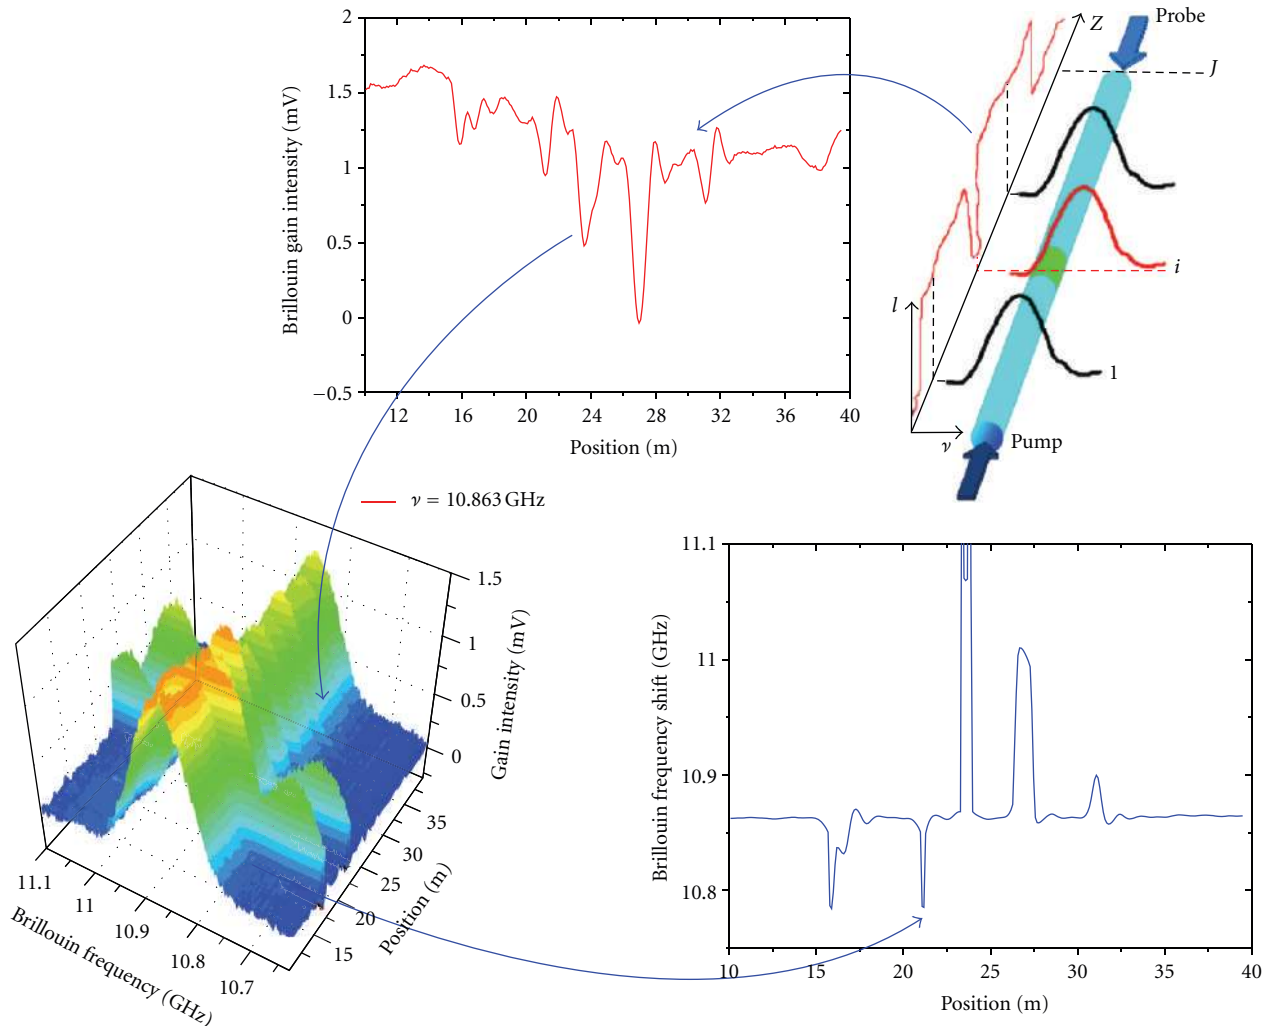 2
1.5
1
0.5
0
−0.5
Brillouin gain intensity (mV)
12 16 20 24 28 32 36 40
Position (m)
ν = 10.863 GHz
Probe
Z
J
i
l
1
ν
Pump
1.5
1
0.5
0
Gain intensity (mV)
35
30
25
20
15
Position (m)
11.1
11
10.9
10.8
10.7
Brillouin frequency (GHz)
11.1
11
10.9
10.8
Brillouin frequency shift (GHz)
10 15 20 25 30 35 40
Position (m)